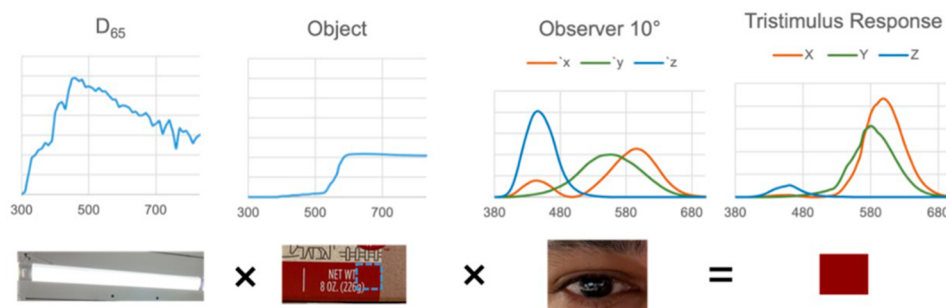 D65
Object
Observer 10°
Tristimulus Response
`x `y `z
X Y Z
300 500 700
300 500 700
380 480 580 680
380 480 580 680
NET WT.
8 OZ. (226g)
× × =